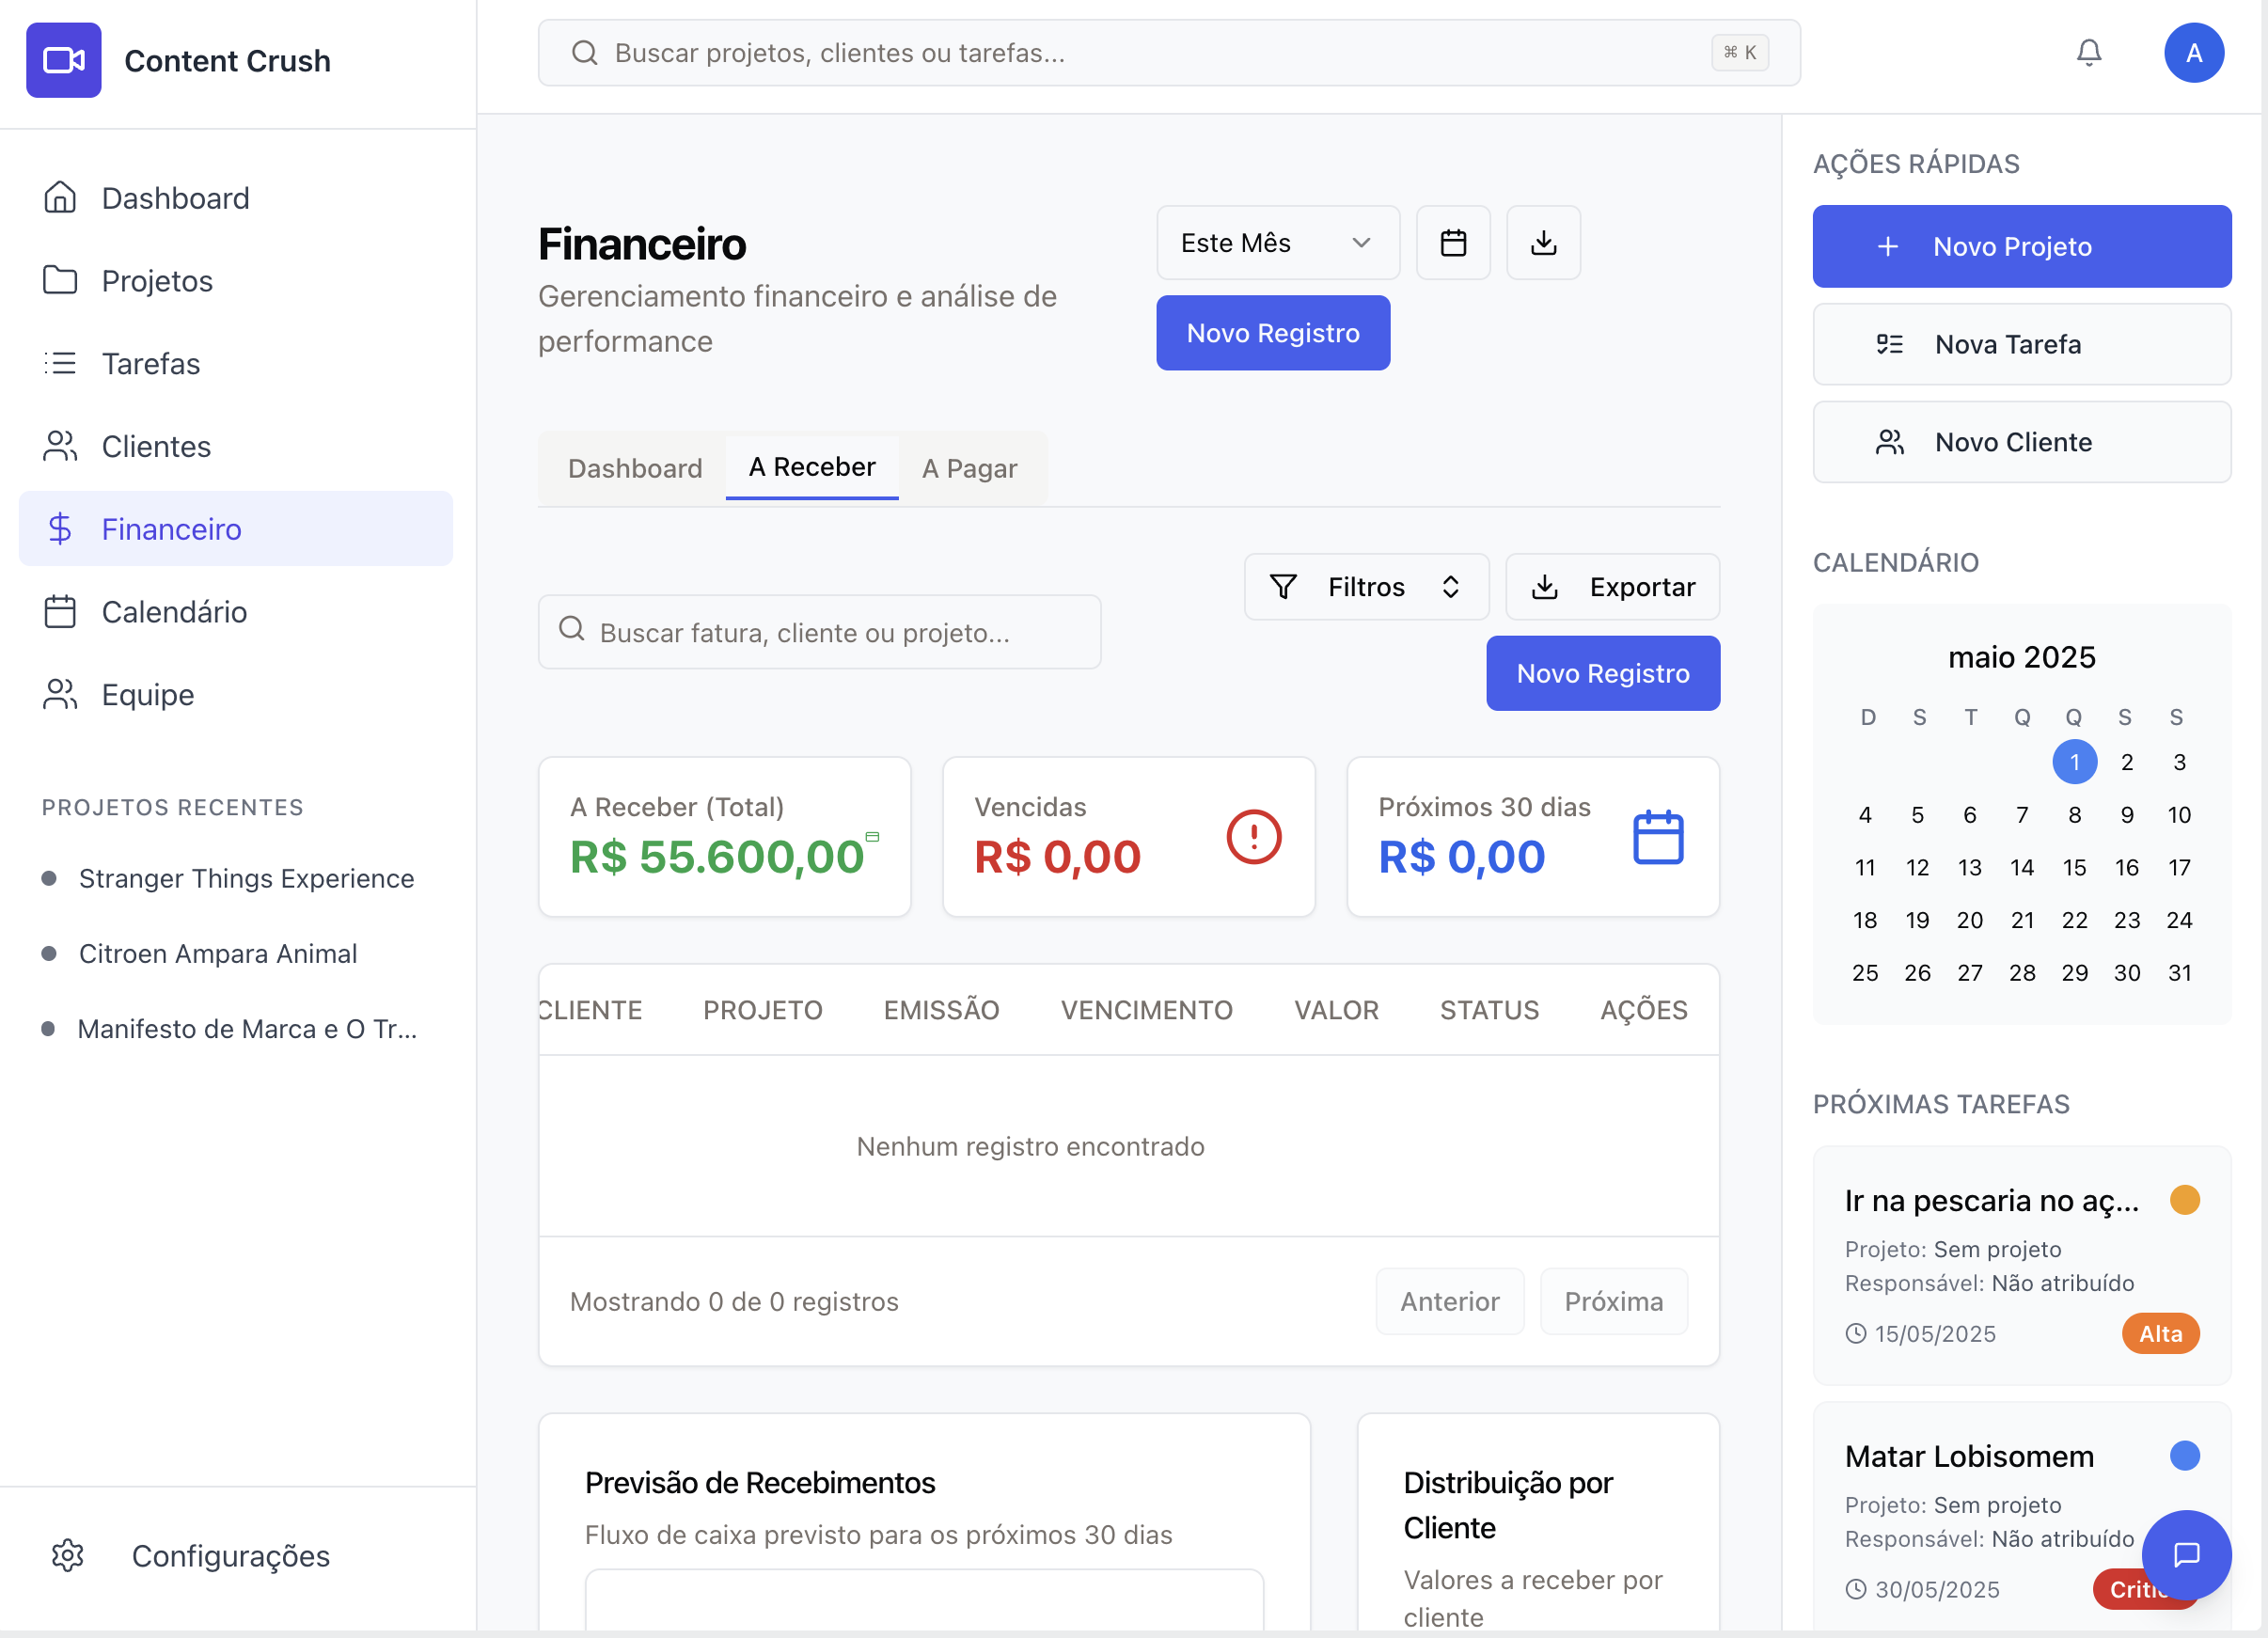 Content Crush
Dashboard
Projetos
Tarefas
Clientes
Financeiro
Calendário
Equipe
PROJETOS RECENTES
Stranger Things Experience
Citroen Ampara Animal
Manifesto de Marca e O Tr...
Configurações
Buscar projetos, clientes ou tarefas...
⌘ K
A
Financeiro
Gerenciamento financeiro e análise de
performance
Este Mês
Novo Registro
Dashboard
A Receber
A Pagar
Buscar fatura, cliente ou projeto...
Filtros
Exportar
Novo Registro
A Receber (Total)
R$ 55.600,00
Vencidas
R$ 0,00
Próximos 30 dias
R$ 0,00
CLIENTE PROJETO EMISSÃO VENCIMENTO VALOR STATUS AÇÕES
Nenhum registro encontrado
Mostrando 0 de 0 registros
Anterior
Próxima
Previsão de Recebimentos
Fluxo de caixa previsto para os próximos 30 dias
Distribuição por
Cliente
Valores a receber por
cliente
AÇÕES RÁPIDAS
Novo Projeto
Nova Tarefa
Novo Cliente
CALENDÁRIO
maio 2025
D S T Q Q S S
1 2 3
4 5 6 7 8 9 10
11 12 13 14 15 16 17
18 19 20 21 22 23 24
25 26 27 28 29 30 31
PRÓXIMAS TAREFAS
Ir na pescaria no aç...
Projeto: Sem projeto
Responsável: Não atribuído
15/05/2025
Alta
Matar Lobisomem
Projeto: Sem projeto
Responsável: Não atribuído
30/05/2025